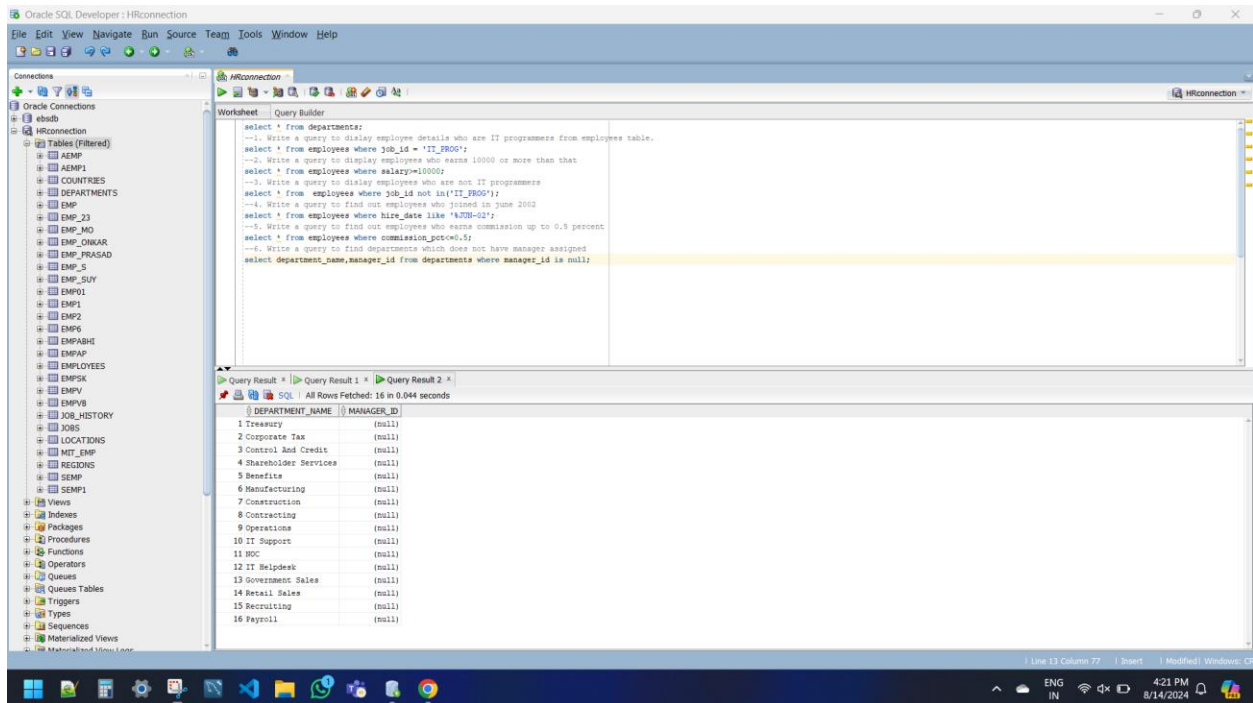 Oracle SQL Developer : HRconnection
File Edit View Navigate Run Source Team Tools Window Help
Connections
Oracle Connections
ebsdb
HRconnection
Tables (Filtered)
AEMP
AEMP1
COUNTRIES
DEPARTMENTS
EMP
EMP_23
EMP_MO
EMP_ONKAR
EMP_PRASAD
EMP_S
EMP_SUY
EMP01
EMP1
EMP2
EMP6
EMPABHI
EMPAP
EMPLOYEES
EMPSK
EMPV
EMPVB
JOB_HISTORY
JOBS
LOCATIONS
MIT_EMP
REGIONS
SEMP
SEMP1
Views
Indexes
Packages
Procedures
Functions
Operators
Queues
Queues Tables
Triggers
Types
Sequences
Materialized Views
Materialized View Logs
HRconnection
HRconnection
Worksheet Query Builder
select * from departments;
--1. Write a query to dislay employee details who are IT programmers from employees table.
select * from employees where job_id = 'IT_PROG';
--2. Write a query to display employees who earns 10000 or more than that
select * from employees where salary>=10000;
--3. Write a query to dislay employees who are not IT programmers
select * from  employees where job_id not in('IT_PROG');
--4. Write a query to find out employees who joined in june 2002
select * from employees where hire_date like '%JUN-02';
--5. Write a query to find out employees who earns commission up to 0.5 percent
select * from employees where commission_pct<=0.5;
--6. Write a query to find departments which does not have manager assigned
select department_name,manager_id from departments where manager_id is null;
Query Result × Query Result 1 × Query Result 2 ×
SQL | All Rows Fetched: 16 in 0.044 seconds
DEPARTMENT_NAME MANAGER_ID
1 Treasury (null)
2 Corporate Tax (null)
3 Control And Credit (null)
4 Shareholder Services (null)
5 Benefits (null)
6 Manufacturing (null)
7 Construction (null)
8 Contracting (null)
9 Operations (null)
10 IT Support (null)
11 NOC (null)
12 IT Helpdesk (null)
13 Government Sales (null)
14 Retail Sales (null)
15 Recruiting (null)
16 Payroll (null)
Line 13 Column 77 | Insert | Modified | Windows: CF
ENG
IN
4:21 PM
8/14/2024